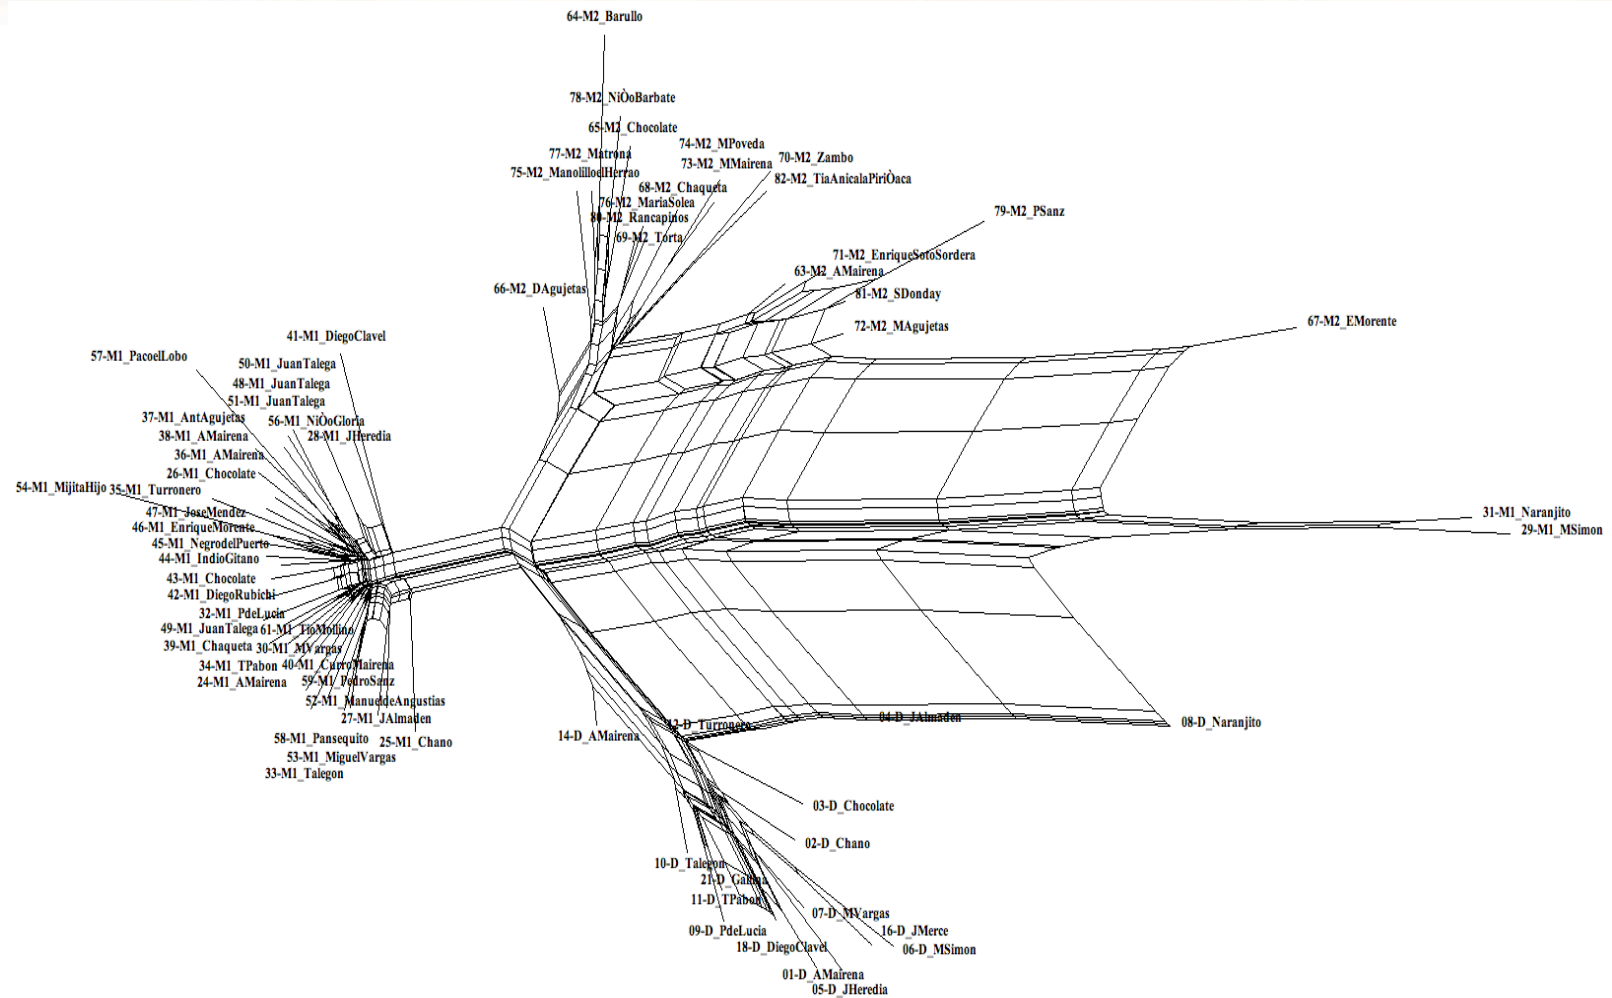 64-M2_Barullo
78-M2_NiÒoBarbate
65-M2_Chocolate
74-M2_MPoveda
77-M2_Matrona
70-M2_Zambo
73-M2_MMairena
75-M2_ManolilloelHerrao
82-M2_TiaAnicalaPiriÒaca
68-M2_Chaqueta
76-M2_MariaSolea
79-M2_PSanz
80-M2_Rancapinos
69-M2_Torta
71-M2_EnriqueSotoSordera
63-M2_AMairena
66-M2_DAgujetas
81-M2_SDonday
67-M2_EMorente
72-M2_MAgujetas
41-M1_DiegoClavel
57-M1_PacoelLobo
50-M1_JuanTalega
48-M1_JuanTalega
51-M1_JuanTalega
37-M1_AntAgujetas
56-M1_NiÒoGloria
38-M1_AMairena
28-M1_JHeredia
36-M1_AMairena
26-M1_Chocolate
54-M1_MijitaHijo
35-M1_Turronero
47-M1_JoseMendez
31-M1_Naranjito
46-M1_EnriqueMorente
29-M1_MSimon
45-M1_NegrodelPuerto
44-M1_IndioGitano
43-M1_Chocolate
42-M1_DiegoRubichi
32-M1_PdeLucia
49-M1_JuanTalega
61-M1_TioMollino
39-M1_Chaqueta
30-M1_MVargas
34-M1_TPabon
40-M1_CurroMairena
24-M1_AMairena
59-M1_PedroSanz
52-M1_ManueldeAngustias
27-M1_JAlmaden
04-D_JAlmaden
12-D_Turronero
08-D_Naranjito
14-D_AMairena
58-M1_Pansequito
25-M1_Chano
53-M1_MiguelVargas
33-M1_Talegon
03-D_Chocolate
02-D_Chano
10-D_Talegon
21-D_Gallina
11-D_TPabon
07-D_MVargas
09-D_PdeLucia
16-D_JMerce
18-D_DiegoClavel
06-D_MSimon
01-D_AMairena
05-D_JHeredia